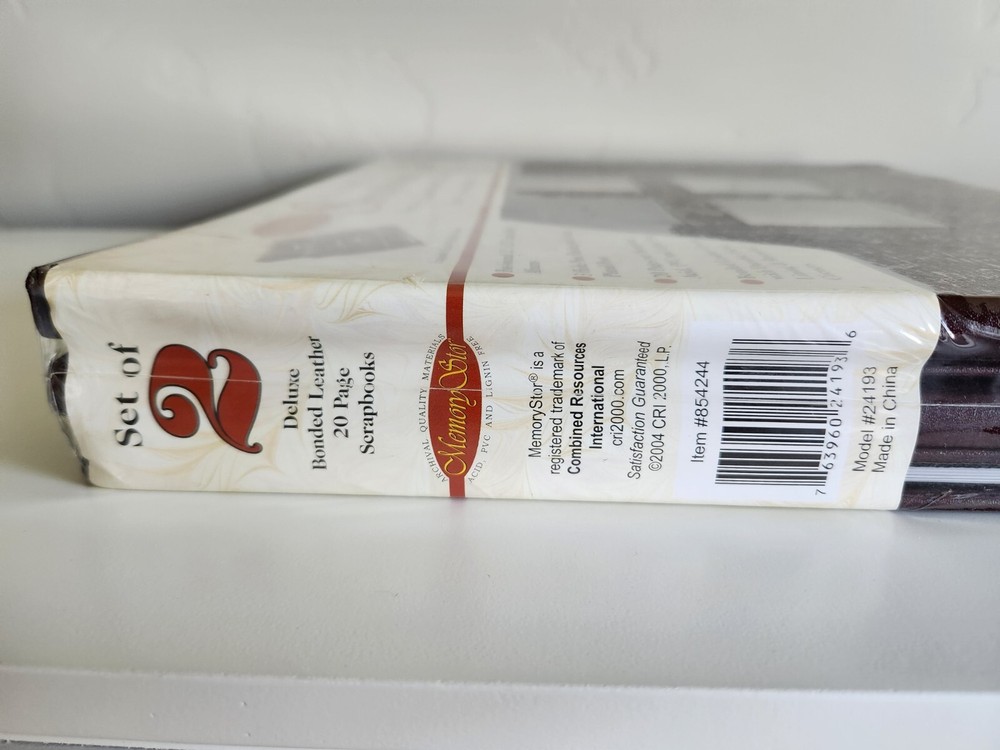 Set of
2
Deluxe
Bonded Leather
20 Page
Scrapbooks
ARCHIVAL QUALITY MATERIALS
MemoryStor
ACID, PVC AND LIGNIN FREE
MemoryStor® is a
registered trademark of
Combined Resources
International
cri2000.com
Satisfaction Guaranteed
©2004 CRI 2000, L.P.
Item #854244
7 63960 24193 6
Model #24193
Made in China